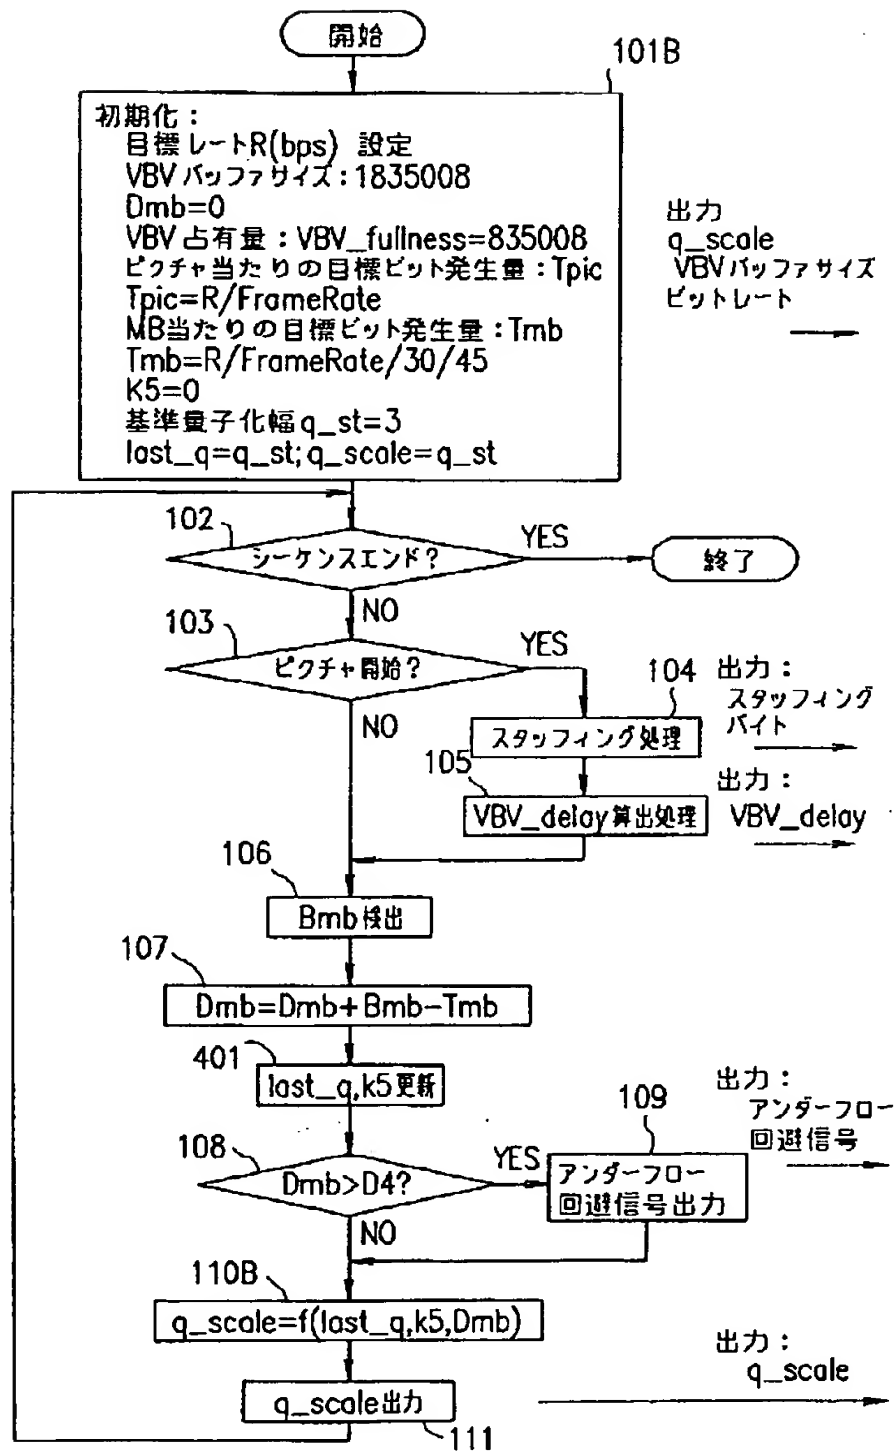 開始
101B
初期化：
目標レートR(bps) 設定
VBVバッファサイズ：1835008
Dmb=0
VBV占有量：VBV_fullness=835008
ピクチャ当たりの目標ビット発生量：Tpic
Tpic=R/FrameRate
MB当たりの目標ビット発生量：Tmb
Tmb=R/FrameRate/30/45
K5=0
基準量子化幅q_st=3
last_q=q_st;q_scale=q_st
出力
q_scale
VBVバッファサイズ
ビットレート
102
シーケンスエンド？
YES
終了
NO
103
ピクチャ開始？
YES
NO
104
スタッフィング処理
出力：
スタッフィング
バイト
105
VBV_delay算出処理
出力：
VBV_delay
106
Bmb検出
107
Dmb=Dmb+Bmb-Tmb
401
last_q,k5更新
108
Dmb>D4?
YES
NO
109
アンダーフロー
回避信号出力
出力：
アンダーフロー
回避信号
110B
q_scale=f(last_q,k5,Dmb)
q_scale出力
111
出力：
q_scale